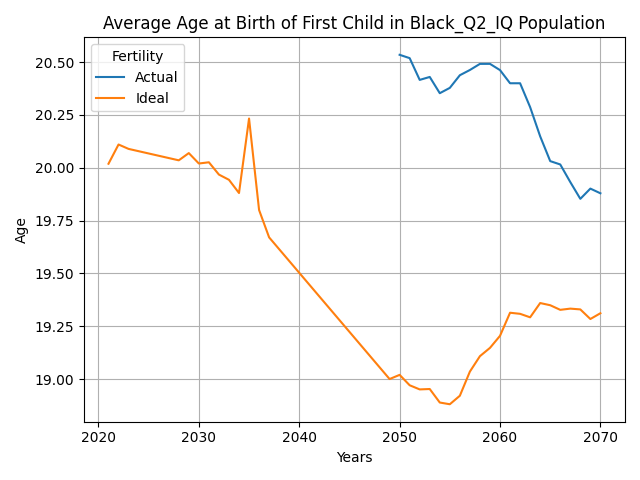 Average Age at Birth of First Child in Black_Q2_IQ Population
Fertility
Actual
Ideal
20.50
20.25
20.00
19.75
19.50
19.25
19.00
Age
2020
2030
2040
2050
2060
2070
Years